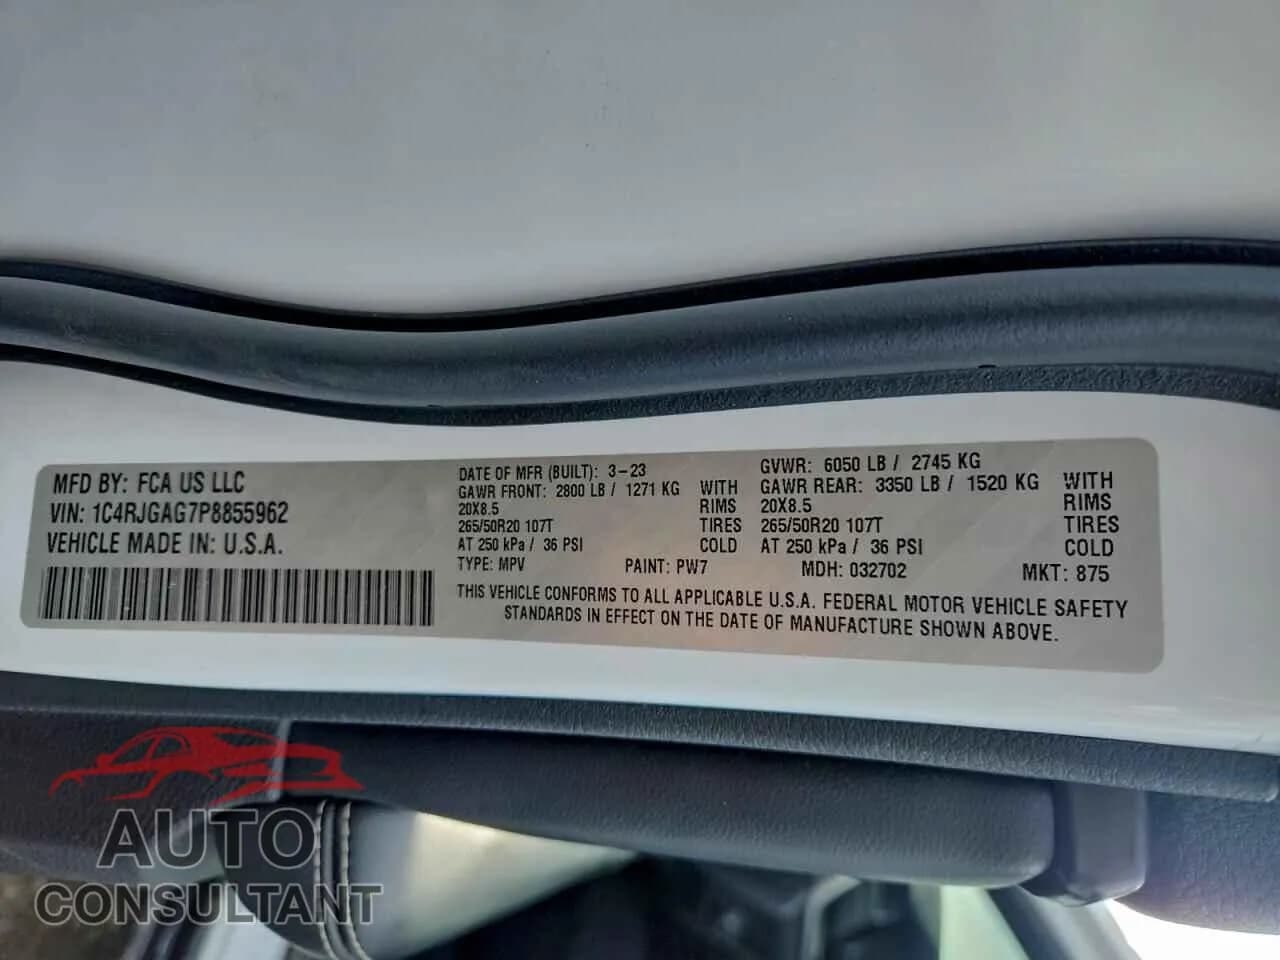 MFD BY: FCA US LLC
VIN: 1C4RJGAG7P8855962
VEHICLE MADE IN: U.S.A.
DATE OF MFR (BUILT): 3-23
GAWR FRONT: 2800 LB / 1271 KG WITH
20X8.5 RIMS
265/50R20 107T TIRES
AT 250 kPa / 36 PSI COLD
TYPE: MPV PAINT: PW7
GVWR: 6050 LB / 2745 KG
GAWR REAR: 3350 LB / 1520 KG WITH
20X8.5 RIMS
265/50R20 107T TIRES
AT 250 kPa / 36 PSI COLD
MDH: 032702 MKT: 875
THIS VEHICLE CONFORMS TO ALL APPLICABLE U.S.A. FEDERAL MOTOR VEHICLE SAFETY
STANDARDS IN EFFECT ON THE DATE OF MANUFACTURE SHOWN ABOVE.
AUTO
CONSULTANT